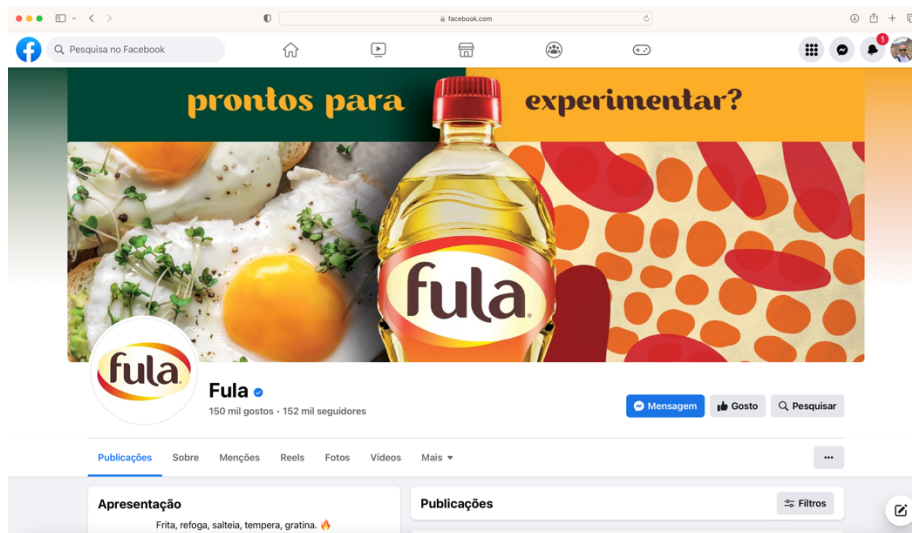 facebook.com
Pesquisa no Facebook
1
prontos para experimentar?
fula
fula
Fula
150 mil gostos · 152 mil seguidores
Mensagem
Gosto
Pesquisar
Publicações Sobre Menções Reels Fotos Vídeos Mais
Apresentação
Frita, refoga, salteia, tempera, gratina. 🔥
Publicações
Filtros